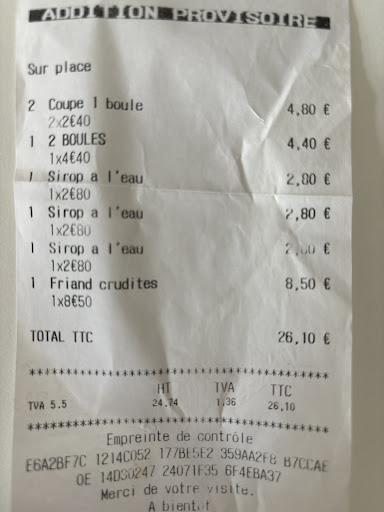 ADDITION PROVISOIRE
Sur place
2 Coupe 1 boule 4,80 €
2x2€40
1 2 BOULES 4,40 €
1x4€40
1 Sirop a l'eau 2,80 €
1x2€80
1 Sirop a l'eau 2,80 €
1x2€80
1 Sirop a l'eau 2,80 €
1x2€80
1 Friand crudites 8,50 €
1x8€50
TOTAL TTC 26,10 €
****************************************
HT TVA TTC
TVA 5.5 24,74 1,36 26,10
****************************************
Empreinte de contrôle
E6A2BF7C 1214C052 177BE5E2 359AA2F8 B7CCAE
0E 14DS0247 24071F35 6F4EBA37
Merci de votre visite.
A bientot